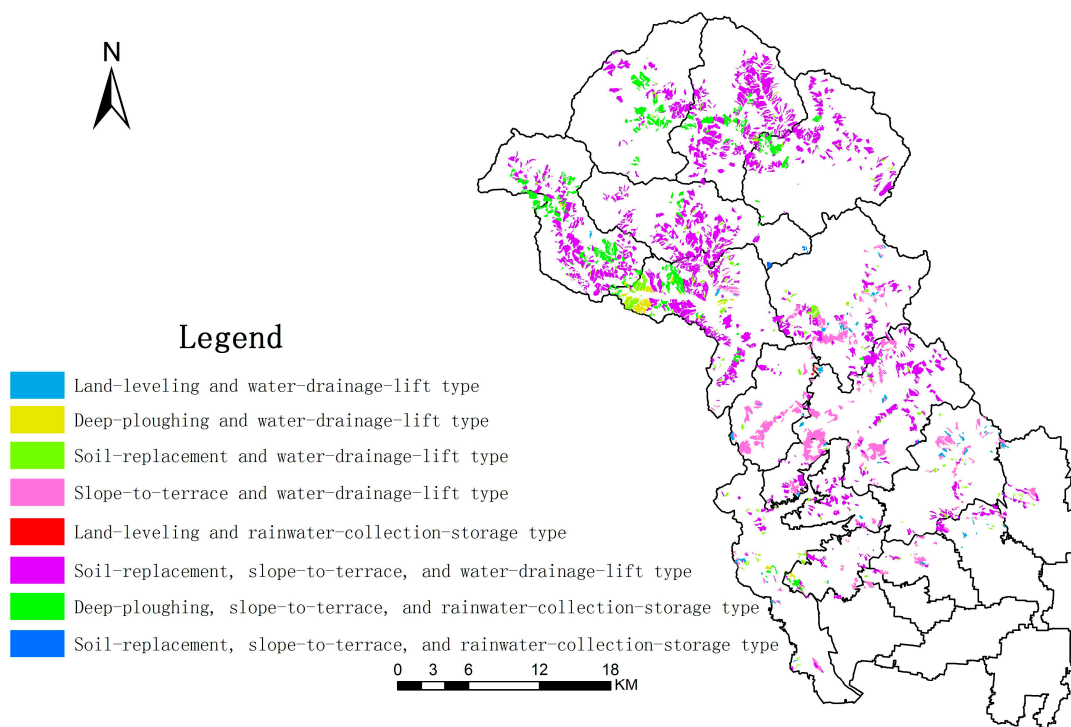 N
Legend
Land-leveling and water-drainage-lift type
Deep-ploughing and water-drainage-lift type
Soil-replacement and water-drainage-lift type
Slope-to-terrace and water-drainage-lift type
Land-leveling and rainwater-collection-storage type
Soil-replacement, slope-to-terrace, and water-drainage-lift type
Deep-ploughing, slope-to-terrace, and rainwater-collection-storage type
Soil-replacement, slope-to-terrace, and rainwater-collection-storage type
0 3 6 12 18
KM